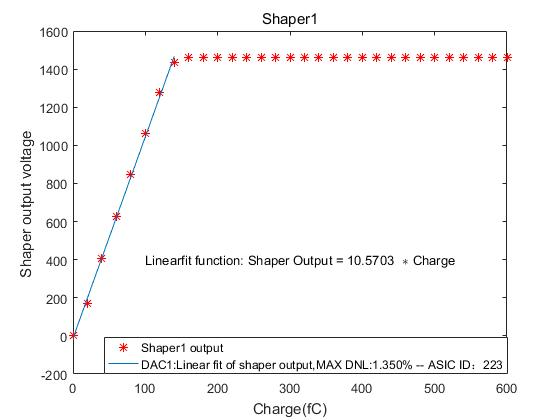 Shaper1
1600
1400
1200
1000
800
600
400
200
0
-200
Shaper output voltage
Linearfit function: Shaper Output = 10.5703 * Charge
Shaper1 output
DAC1:Linear fit of shaper output,MAX DNL:1.350% -- ASIC ID：223
0 100 200 300 400 500 600
Charge(fC)